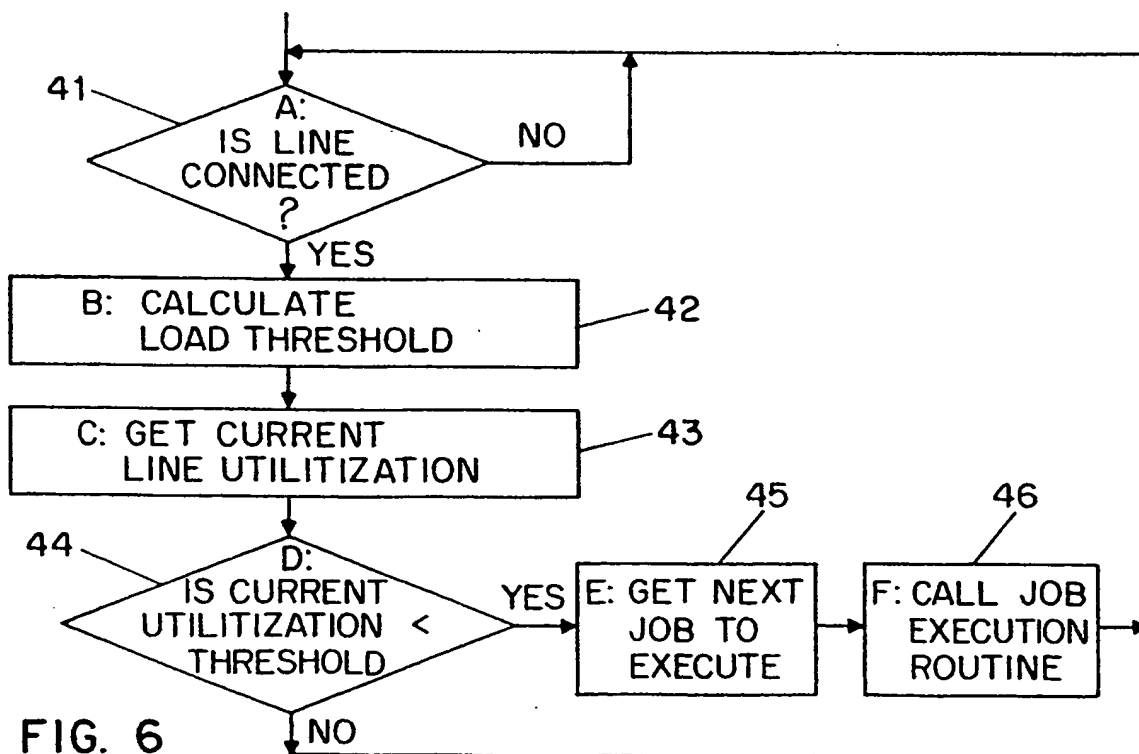 41
A:
IS LINE
CONNECTED
?
NO
YES
B: CALCULATE
LOAD THRESHOLD
42
C: GET CURRENT
LINE UTILITIZATION
43
44
D:
IS CURRENT
UTILITIZATION <
THRESHOLD
YES
45
E: GET NEXT
JOB TO
EXECUTE
46
F: CALL JOB
EXECUTION
ROUTINE
NO
FIG. 6